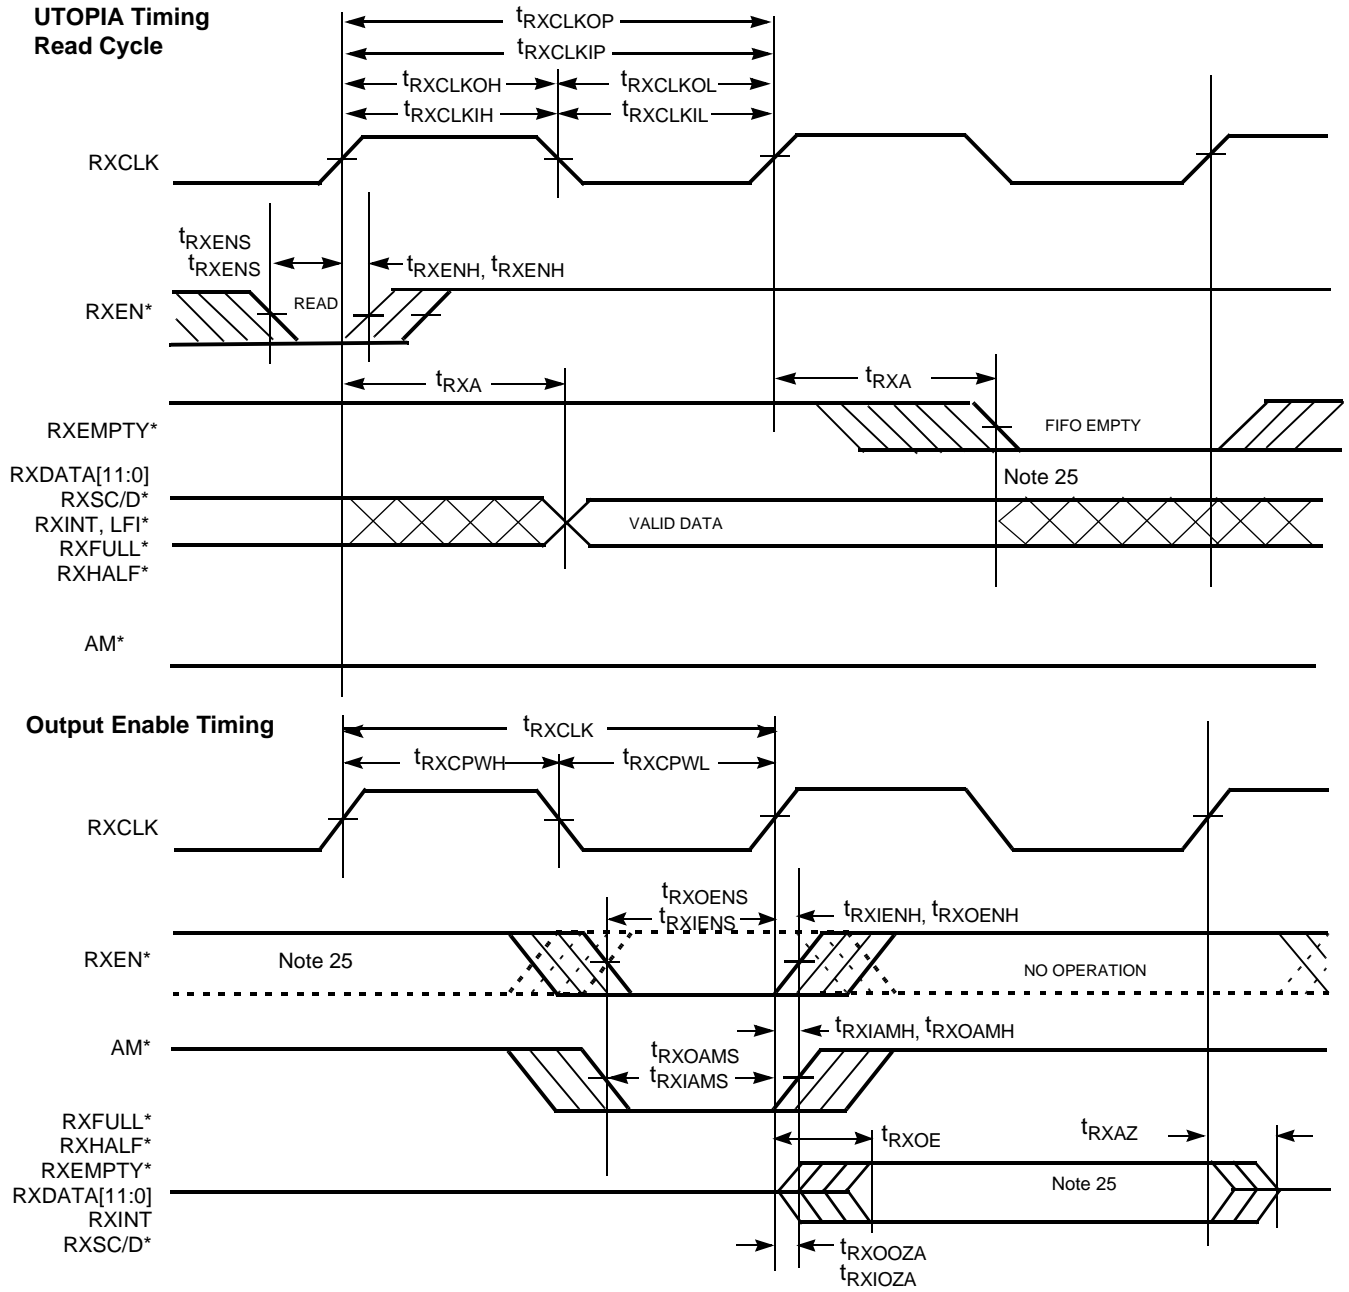 UTOPIA Timing
Read Cycle
tRXCLKOP
tRXCLKIP
tRXCLKOH
tRXCLKOL
tRXCLKIH
tRXCLKIL
RXCLK
tRXENS
tRXENS
tRXENH, tRXENH
RXEN*
READ
tRXA
tRXA
RXEMPTY*
FIFO EMPTY
RXDATA[11:0]
Note 25
RXSC/D*
RXINT, LFI*
VALID DATA
RXFULL*
RXHALF*
AM*
Output Enable Timing
tRXCLK
tRXCPWH
tRXCPWL
RXCLK
tRXOENS
tRXIENS
tRXIENH, tRXOENH
RXEN*
Note 25
NO OPERATION
tRXIAMH, tRXOAMH
AM*
tRXOAMS
tRXIAMS
RXFULL*
RXHALF*
tRXOE
tRXAZ
RXEMPTY*
RXDATA[11:0]
Note 25
RXINT
RXSC/D*
tRXOOZA
tRXIOZA